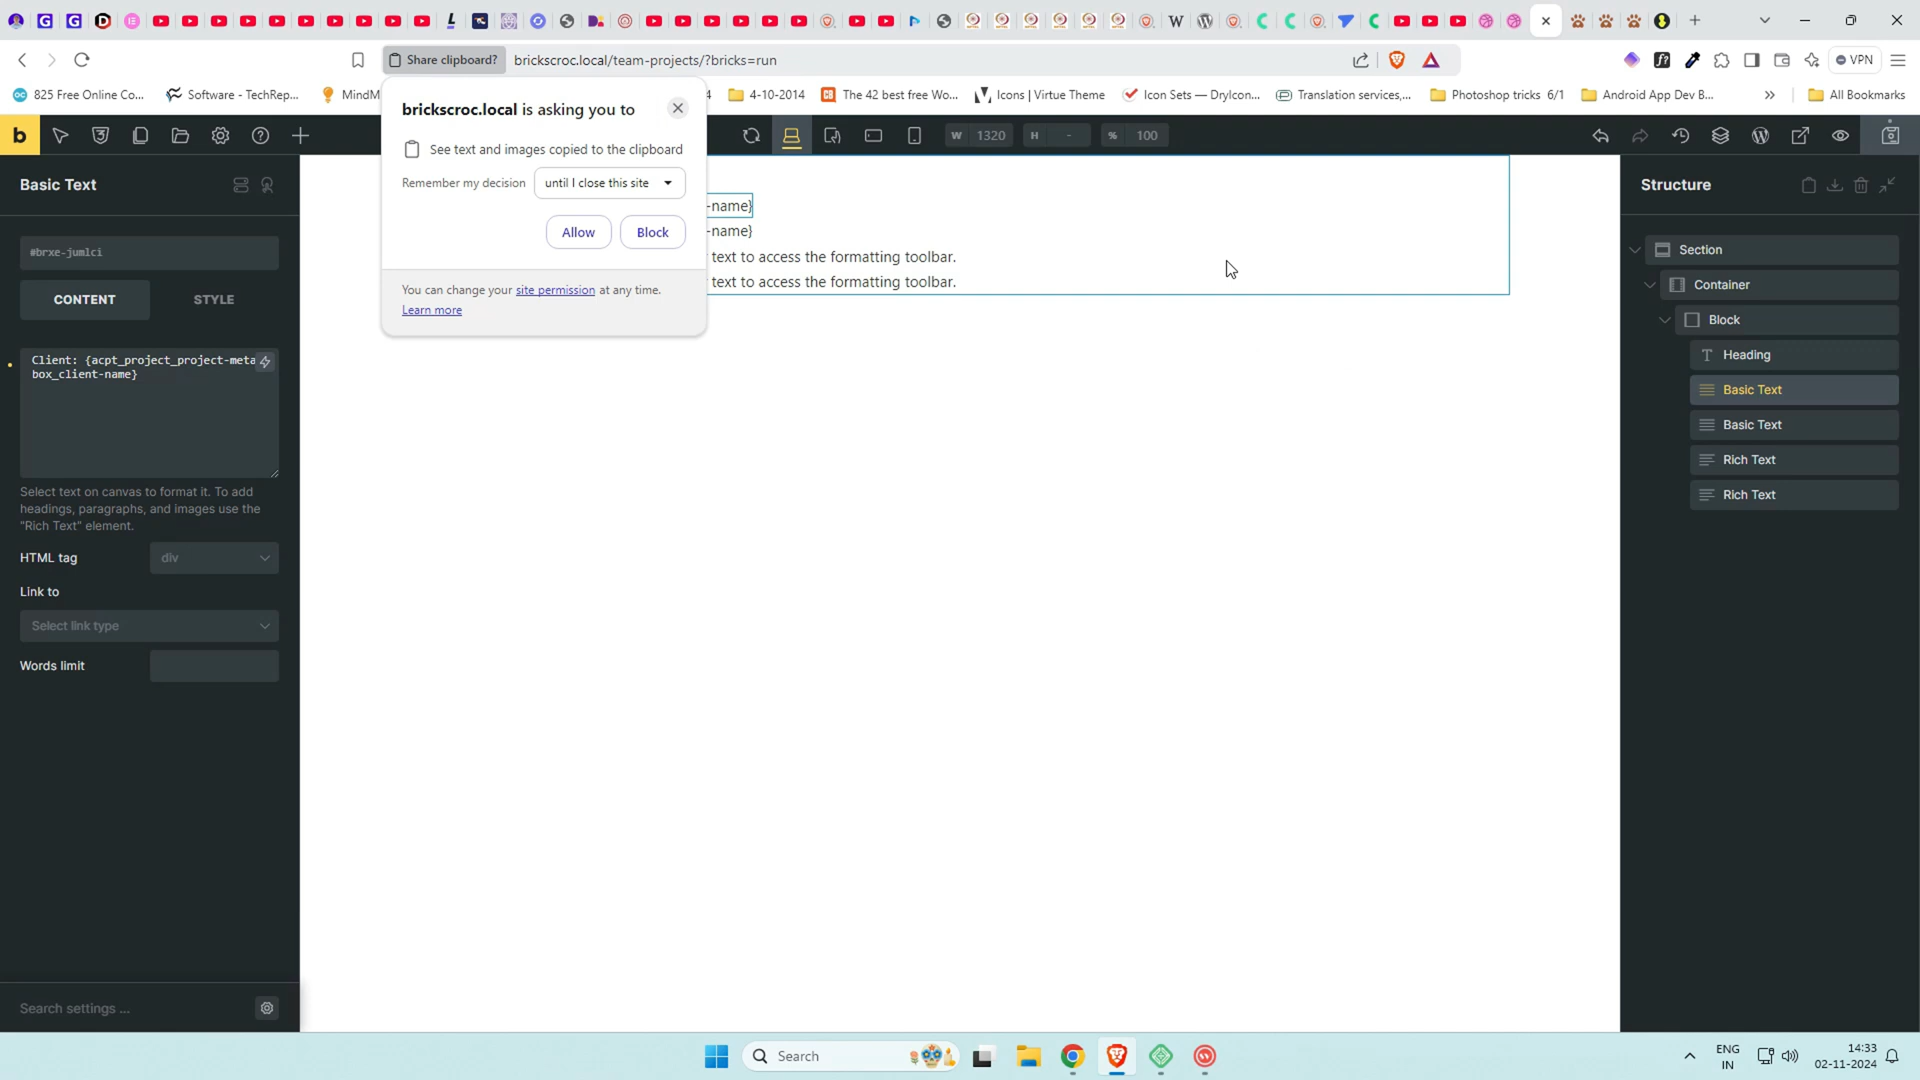 Share clipboard?
brickscroc.local/team-projects/?bricks=run
VPN
825 Free Online Co...
Software - TechRep...
MindM
4
4-10-2014
The 42 best free Wo...
Icons | Virtue Theme
Icon Sets — DryIcon...
Translation services,...
Photoshop tricks 6/1
Android App Dev B...
All Bookmarks
brickscroc.local is asking you to
See text and images copied to the clipboard
Remember my decision
until I close this site
Allow
Block
You can change your site permission at any time.
Learn more
b
W 1320
H -
% 100
Basic Text
#brxe-jumlci
CONTENT
STYLE
Client: {acpt_project_project-meta
box_client-name}
Select text on canvas to format it. To add
headings, paragraphs, and images use the
"Rich Text" element.
HTML tag
div
Link to
Select link type
Words limit
Search settings ...
-name}
-name}
text to access the formatting toolbar.
text to access the formatting toolbar.
Structure
Section
Container
Block
Heading
Basic Text
Basic Text
Rich Text
Rich Text
Search
ENG
IN
14:33
02-11-2024